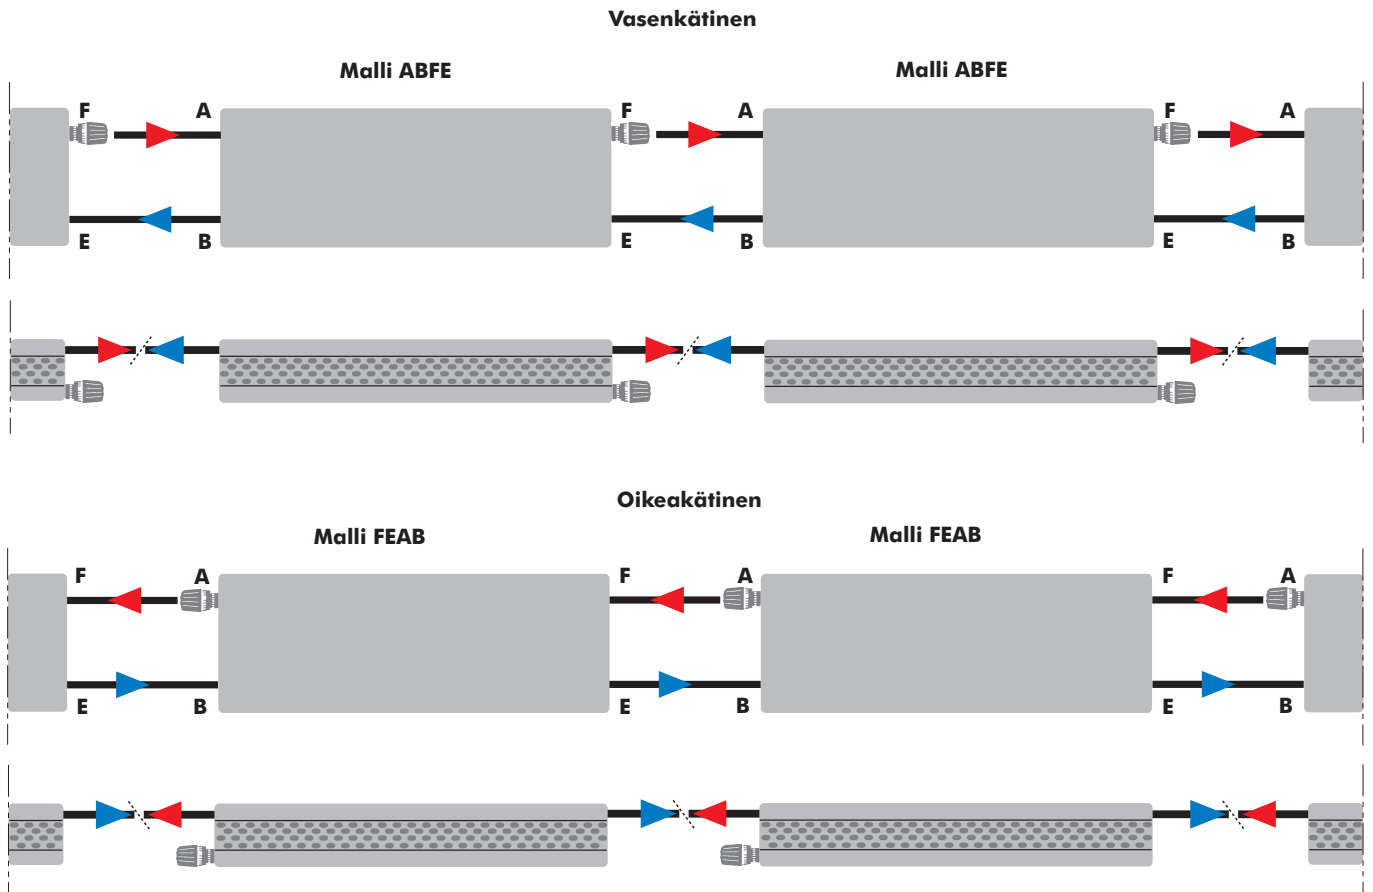 Vasenkätinen
Malli ABFE Malli ABFE
F A F A F A
E B E B E B
Oikeakätinen
Malli FEAB Malli FEAB
F A F A F A
E B E B E B